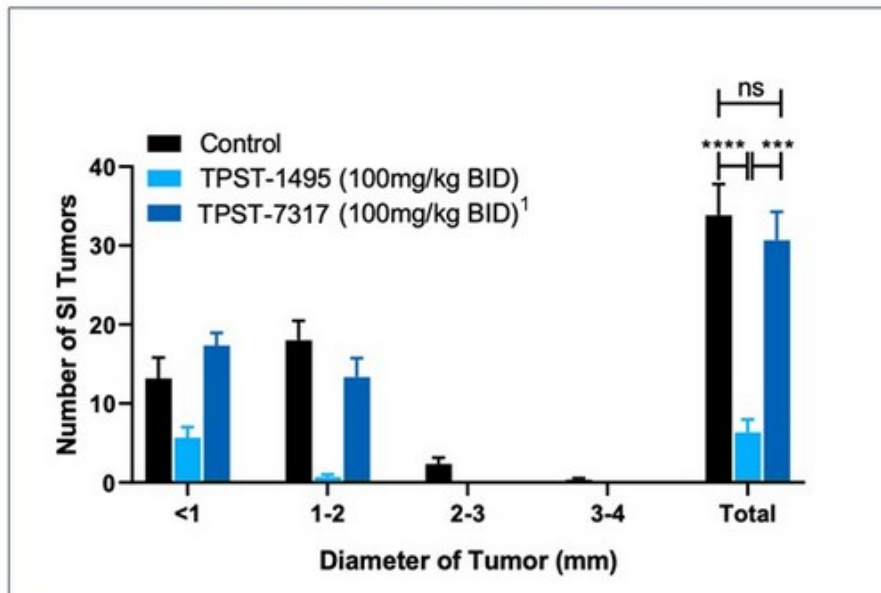 ns
**** ***
Control
TPST-1495 (100mg/kg BID)
TPST-7317 (100mg/kg BID)¹
40
30
20
10
0
Number of SI Tumors
<1 1-2 2-3 3-4 Total
Diameter of Tumor (mm)